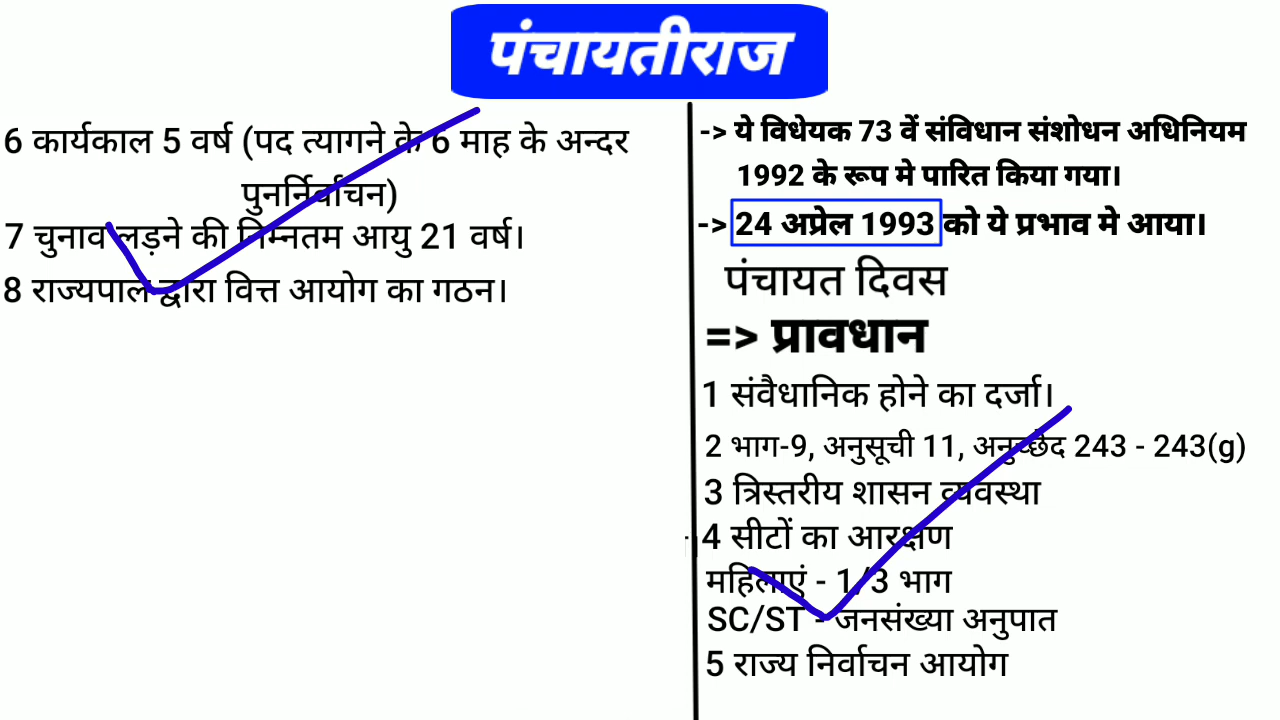 पंचायतीराज
6 कार्यकाल 5 वर्ष (पद त्यागने के 6 माह के अन्दर
पुनर्निर्वाचन)
7 चुनाव लड़ने की निम्नतम आयु 21 वर्ष।
8 राज्यपाल द्वारा वित्त आयोग का गठन।
-> ये विधेयक 73 वें संविधान संशोधन अधिनियम
1992 के रूप मे पारित किया गया।
-> 24 अप्रेल 1993 को ये प्रभाव मे आया।
पंचायत दिवस
=> प्रावधान
1 संवैधानिक होने का दर्जा।
2 भाग-9, अनुसूची 11, अनुच्छेद 243 - 243(g)
3 त्रिस्तरीय शासन व्यवस्था
4 सीटों का आरक्षण
महिलाएं - 1/3 भाग
SC/ST - जनसंख्या अनुपात
5 राज्य निर्वाचन आयोग